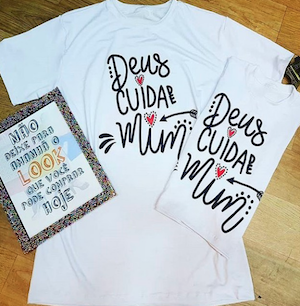 Deus
CUIDA DE
Mim
Deus
CUIDA DE
Mim
NÃO
DEIXE PARA
AMANHÃ O
LOOK
QUE VOCÊ
PODE COMPRAR
HOJE